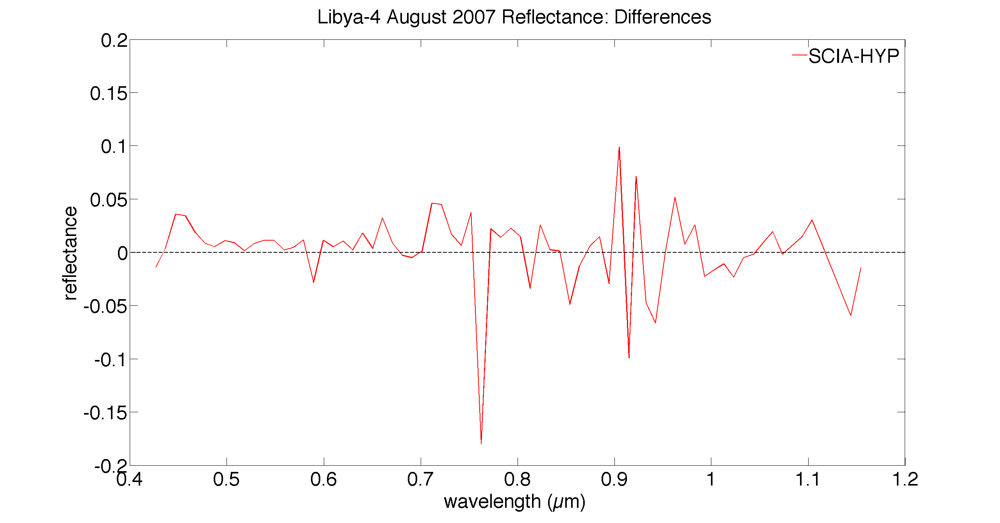 Libya-4 August 2007 Reflectance: Differences
SCIA-HYP
0.2
0.15
0.1
0.05
0
-0.05
-0.1
-0.15
-0.2
reflectance
0.4 0.5 0.6 0.7 0.8 0.9 1 1.1 1.2
wavelength (µm)